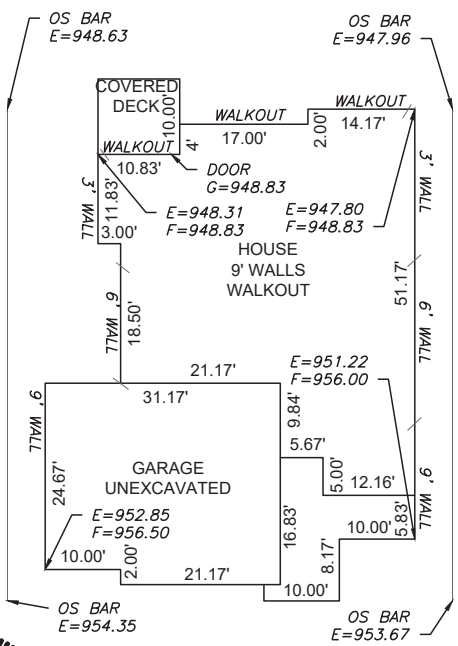 OS BAR
E=948.63
OS BAR
E=947.96
COVERED
DECK
10.00'
WALKOUT
17.00'
2.00'
WALKOUT
14.17'
4'
WALKOUT
10.83'
DOOR
G=948.83
3' WALL
11.83'
3.00'
E=948.31
F=948.83
E=947.80
F=948.83
3' WALL
HOUSE
9' WALLS
WALKOUT
6' WALL
18.50'
51.17'
6' WALL
E=951.22
F=956.00
21.17'
31.17'
9' WALL
24.67'
9.84'
5.67'
5.00'
12.16'
9' WALL
GARAGE
UNEXCAVATED
16.83'
5.83'
E=952.85
F=956.50
10.00'
10.00'
2.00'
8.17'
21.17'
10.00'
OS BAR
E=954.35
OS BAR
E=953.67